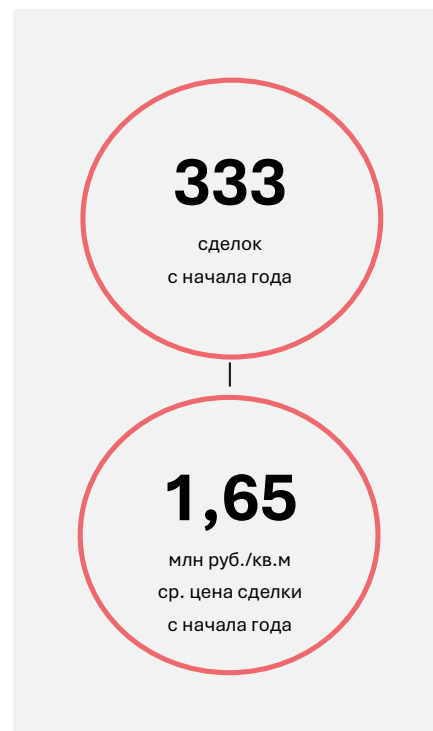 333
сделок
с начала года
1,65
млн руб./кв.м
ср. цена сделки
с начала года